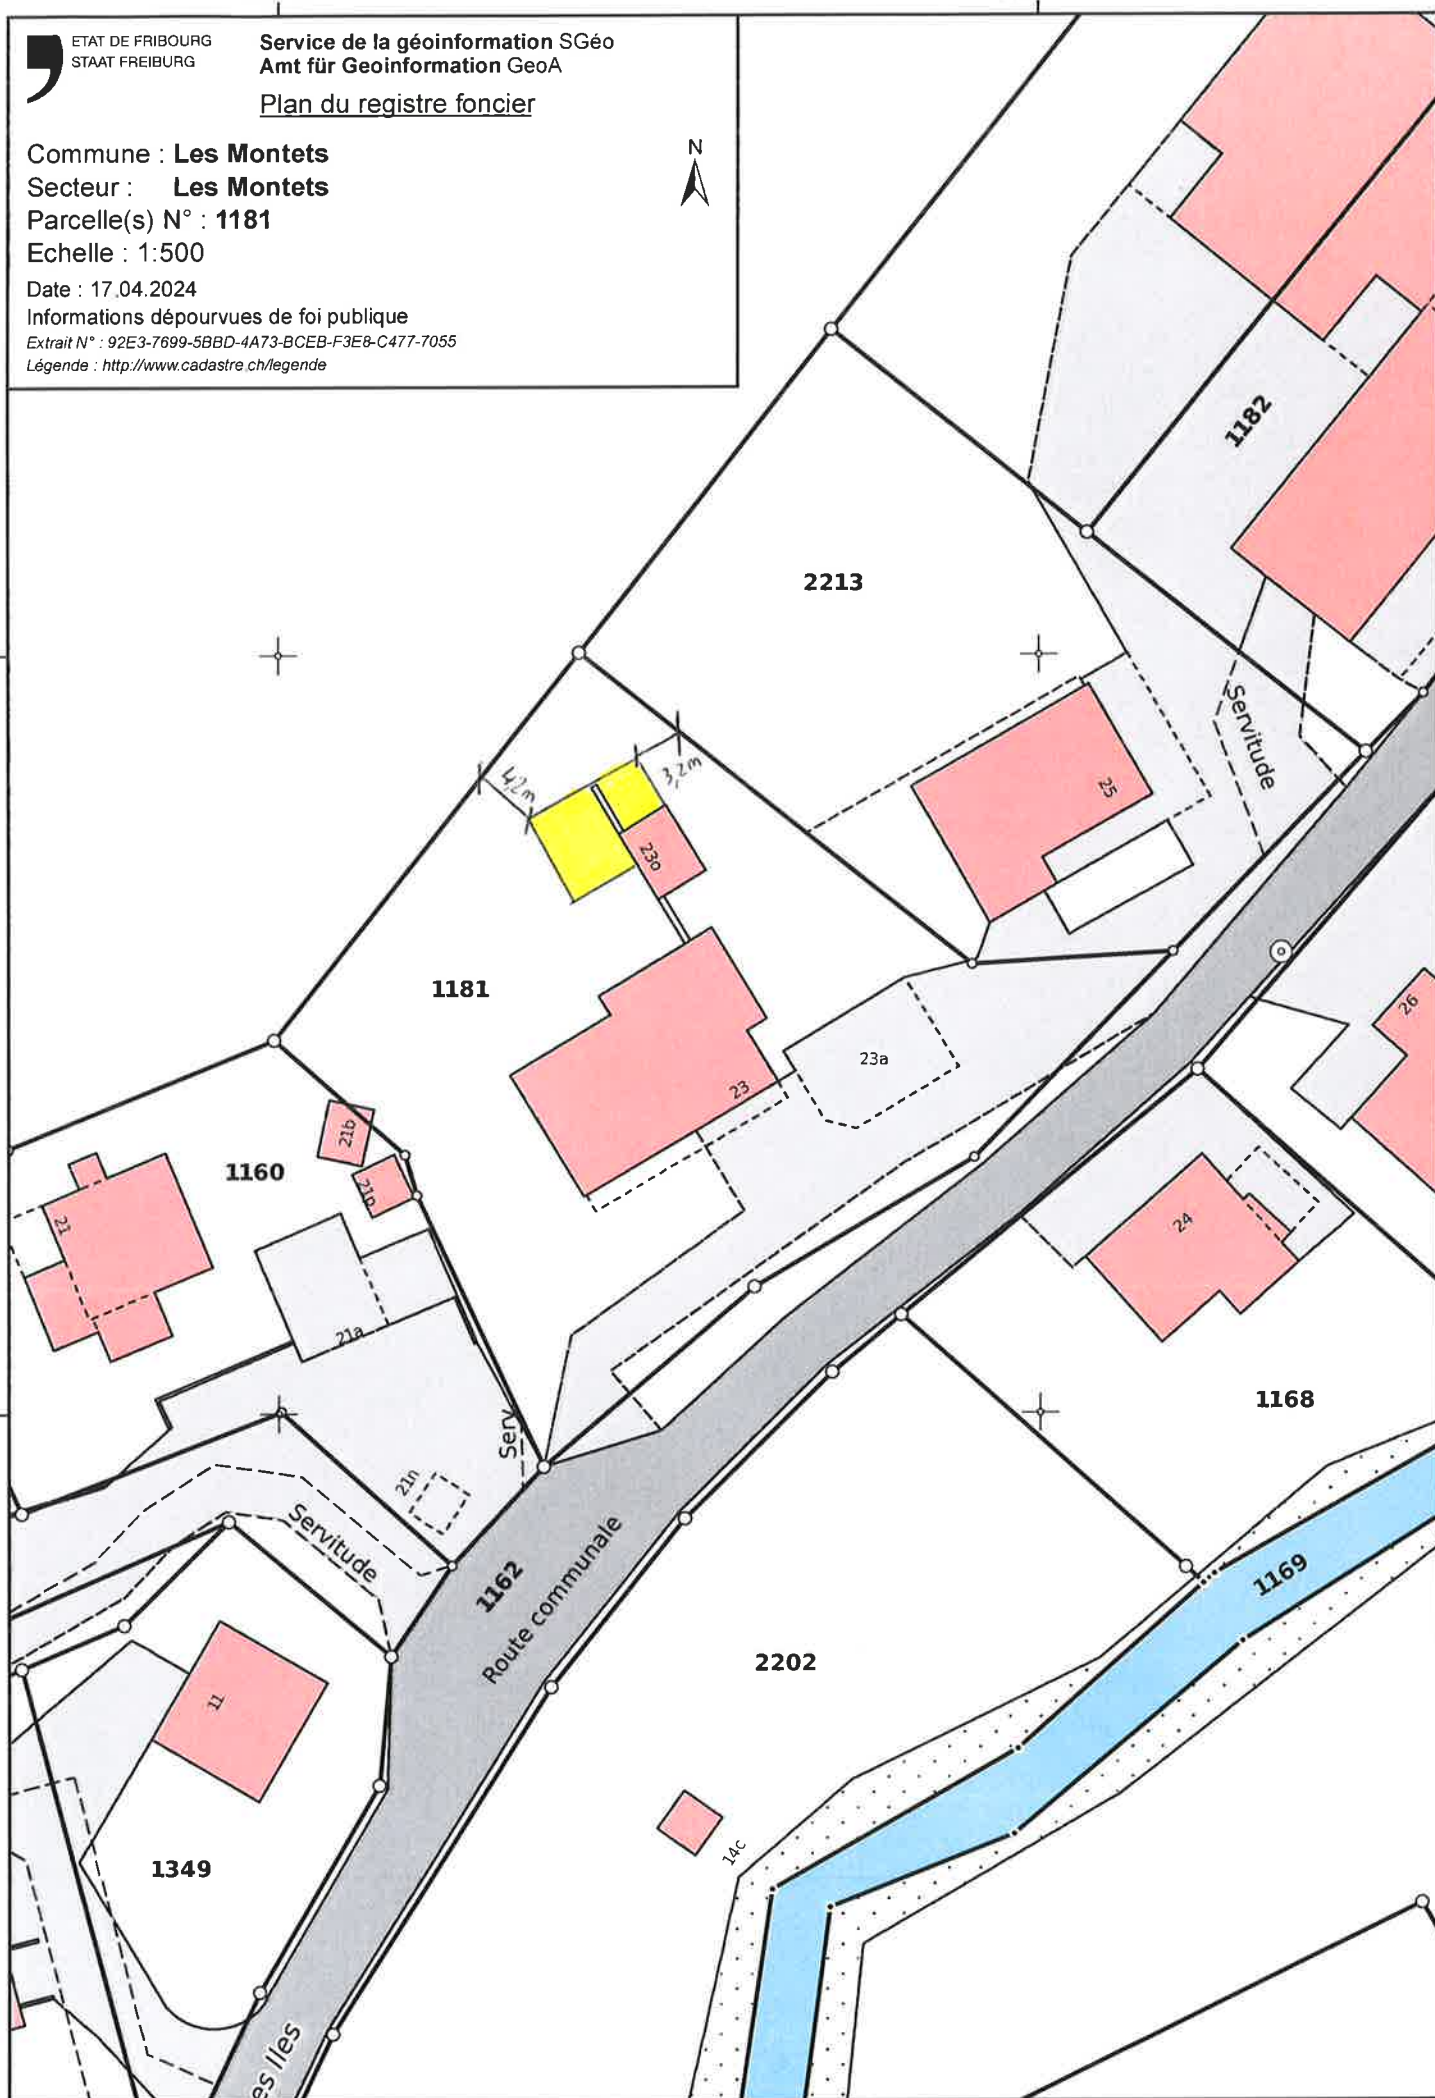 ETAT DE FRIBOURG
STAAT FREIBURG
Service de la géoinformation SGéo
Amt für Geoinformation GeoA
Plan du registre foncier
Commune : Les Montets
Secteur : Les Montets
Parcelle(s) N° : 1181
Echelle : 1:500
Date : 17.04.2024
Informations dépourvues de foi publique
Extrait N° : 92E3-7699-5BBD-4A73-BCEB-F3E8-C477-7055
Légende : http://www.cadastre.ch/legende
N
1182
2213
Servitude
4,2m
3,2m
25
23o
1181
26
23a
23
21b
1160
21p
21
24
21a
1168
Serv
21n
Servitude
1162
Route communale
1169
2202
11
14c
1349
es Iles